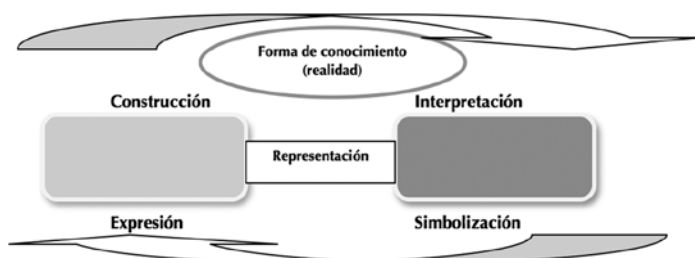 Forma de conocimiento
(realidad)
Construcción
Interpretación
Representación
Expresión
Simbolización